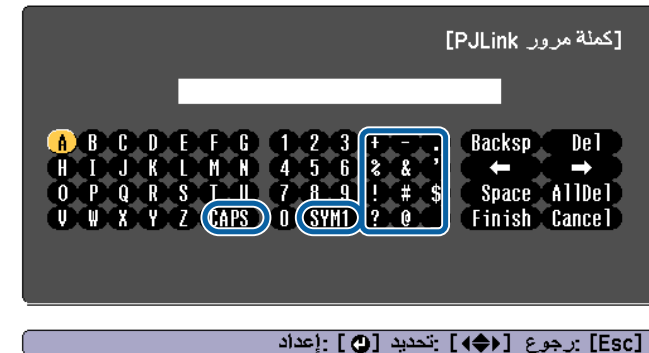 [كملة مرور PJLink]
A B C D E F G 1 2 3 + - . Backsp Del
H I J K L M N 4 5 6 % & ' ← →
O P Q R S T U 7 8 9 ! # $ Space AllDel
V W X Y Z CAPS 0 SYM1 ? @ Finish Cancel
[Esc] :رجوع [◆] :تحديد [↵] :إعداد